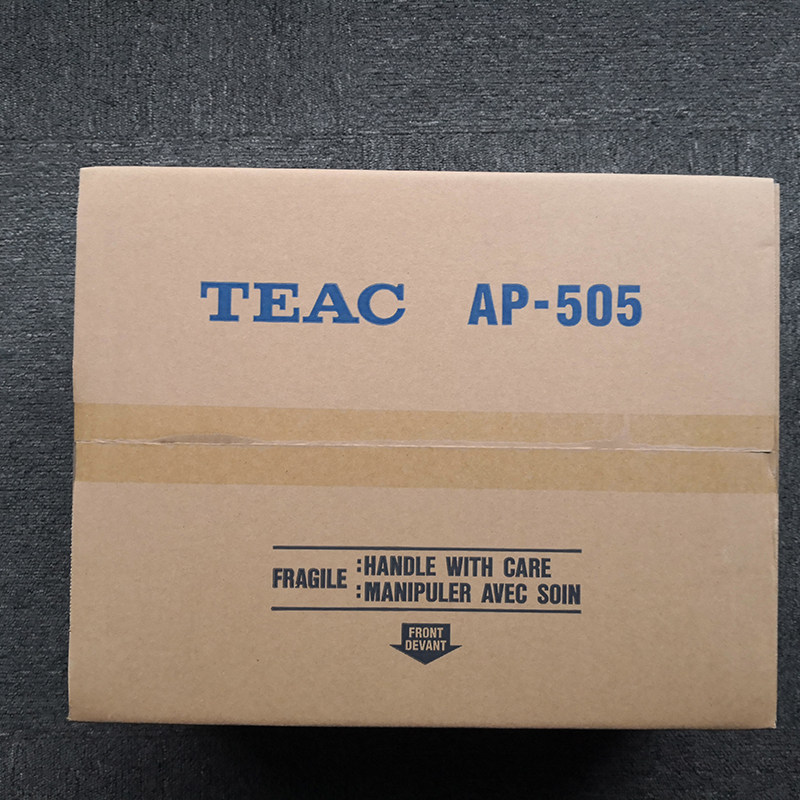 TEAC AP-505
FRAGILE :HANDLE WITH CARE
:MANIPULER AVEC SOIN
FRONT
DEVANT